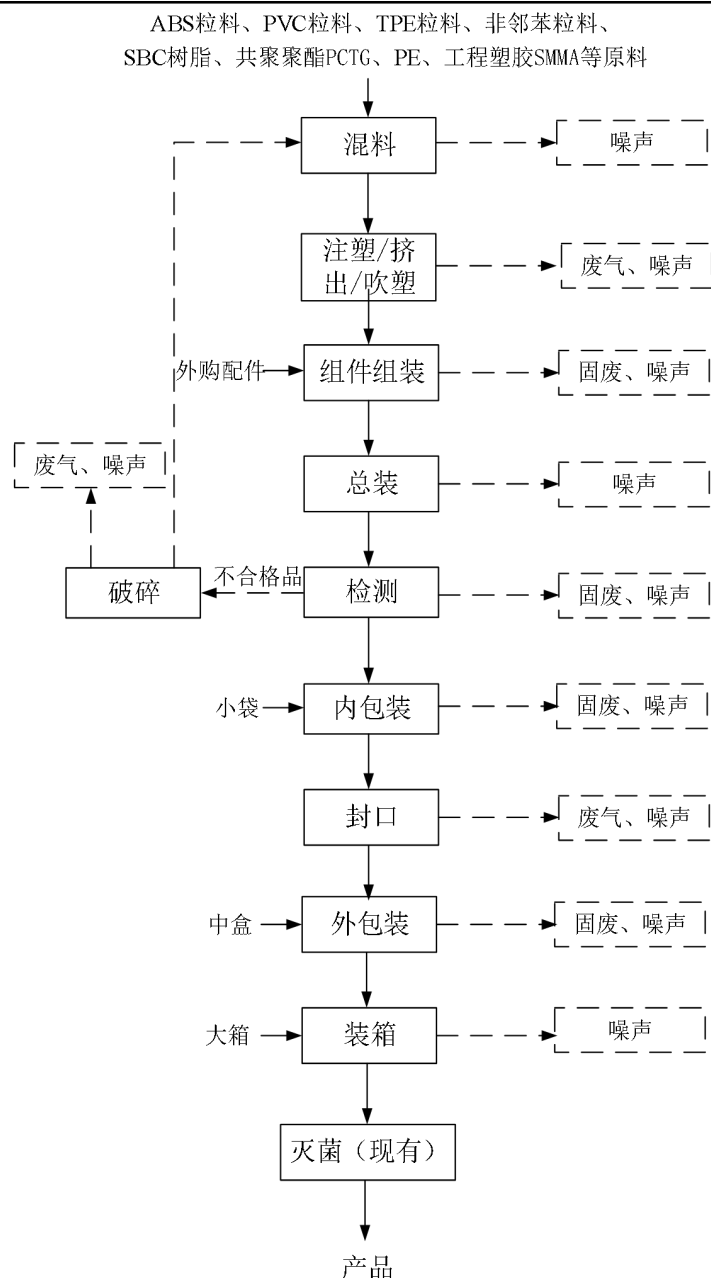 ABS粒料、PVC粒料、TPE粒料、非邻苯粒料、
SBC树脂、共聚聚酯PCTG、PE、工程塑胶SMMA等原料
混料
噪声
注塑/挤
出/吹塑
废气、噪声
外购配件
组件组装
固废、噪声
废气、噪声
总装
噪声
破碎
不合格品
检测
固废、噪声
小袋
内包装
固废、噪声
封口
废气、噪声
中盒
外包装
固废、噪声
大箱
装箱
噪声
灭菌（现有）
产品